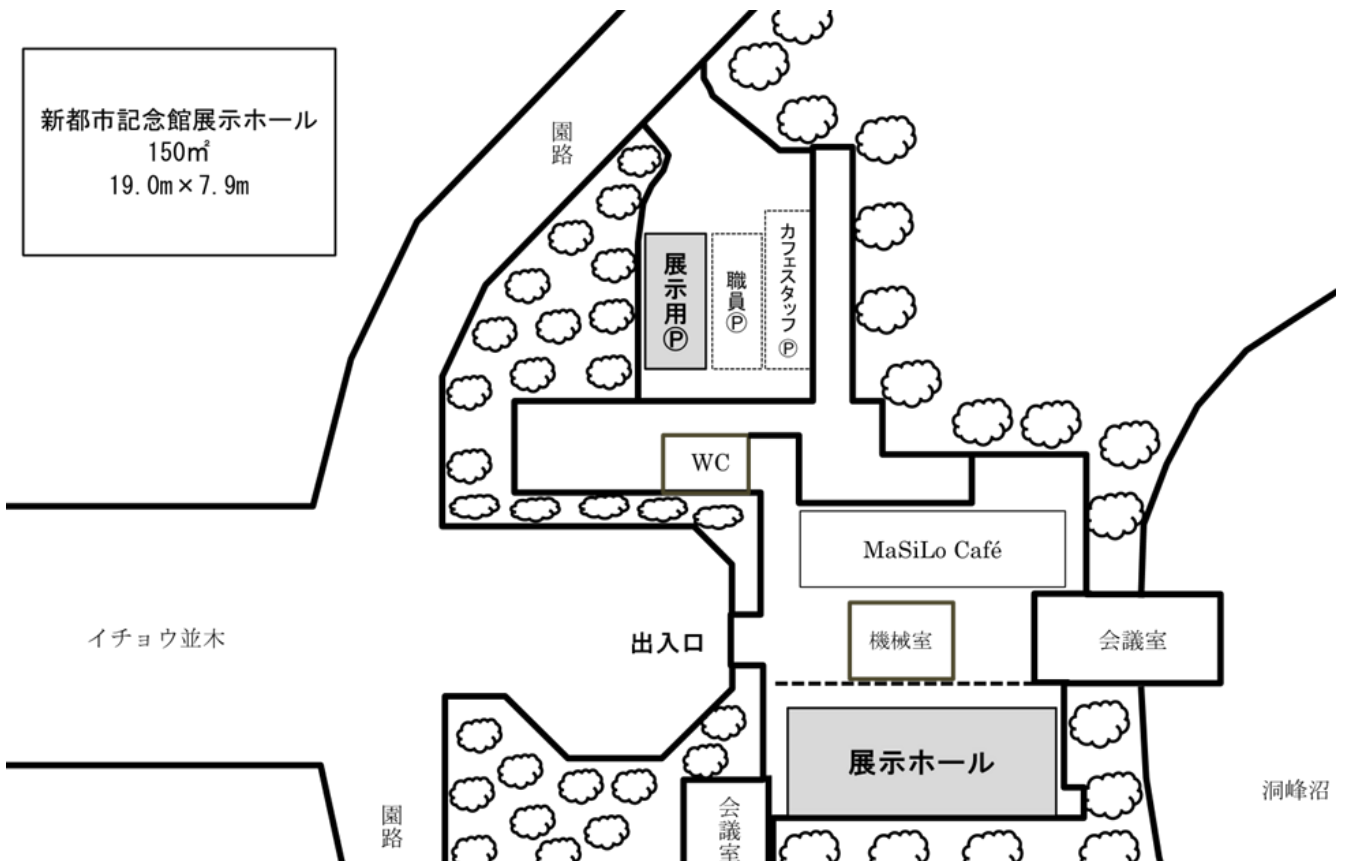 新都市記念館展示ホール
150㎡
19.0m×7.9m
園路
展示用Ⓟ
職員Ⓟ
カフェスタッフⓅ
WC
MaSiLo Café
イチョウ並木
出入口
機械室
会議室
展示ホール
洞峰沼
園路
会議室